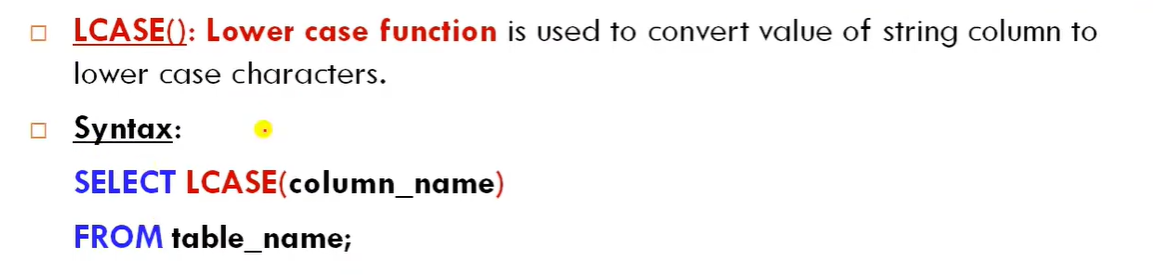 LCASE(): Lower case function is used to convert value of string column to
lower case characters.
Syntax:
SELECT LCASE(column_name)
FROM table_name;